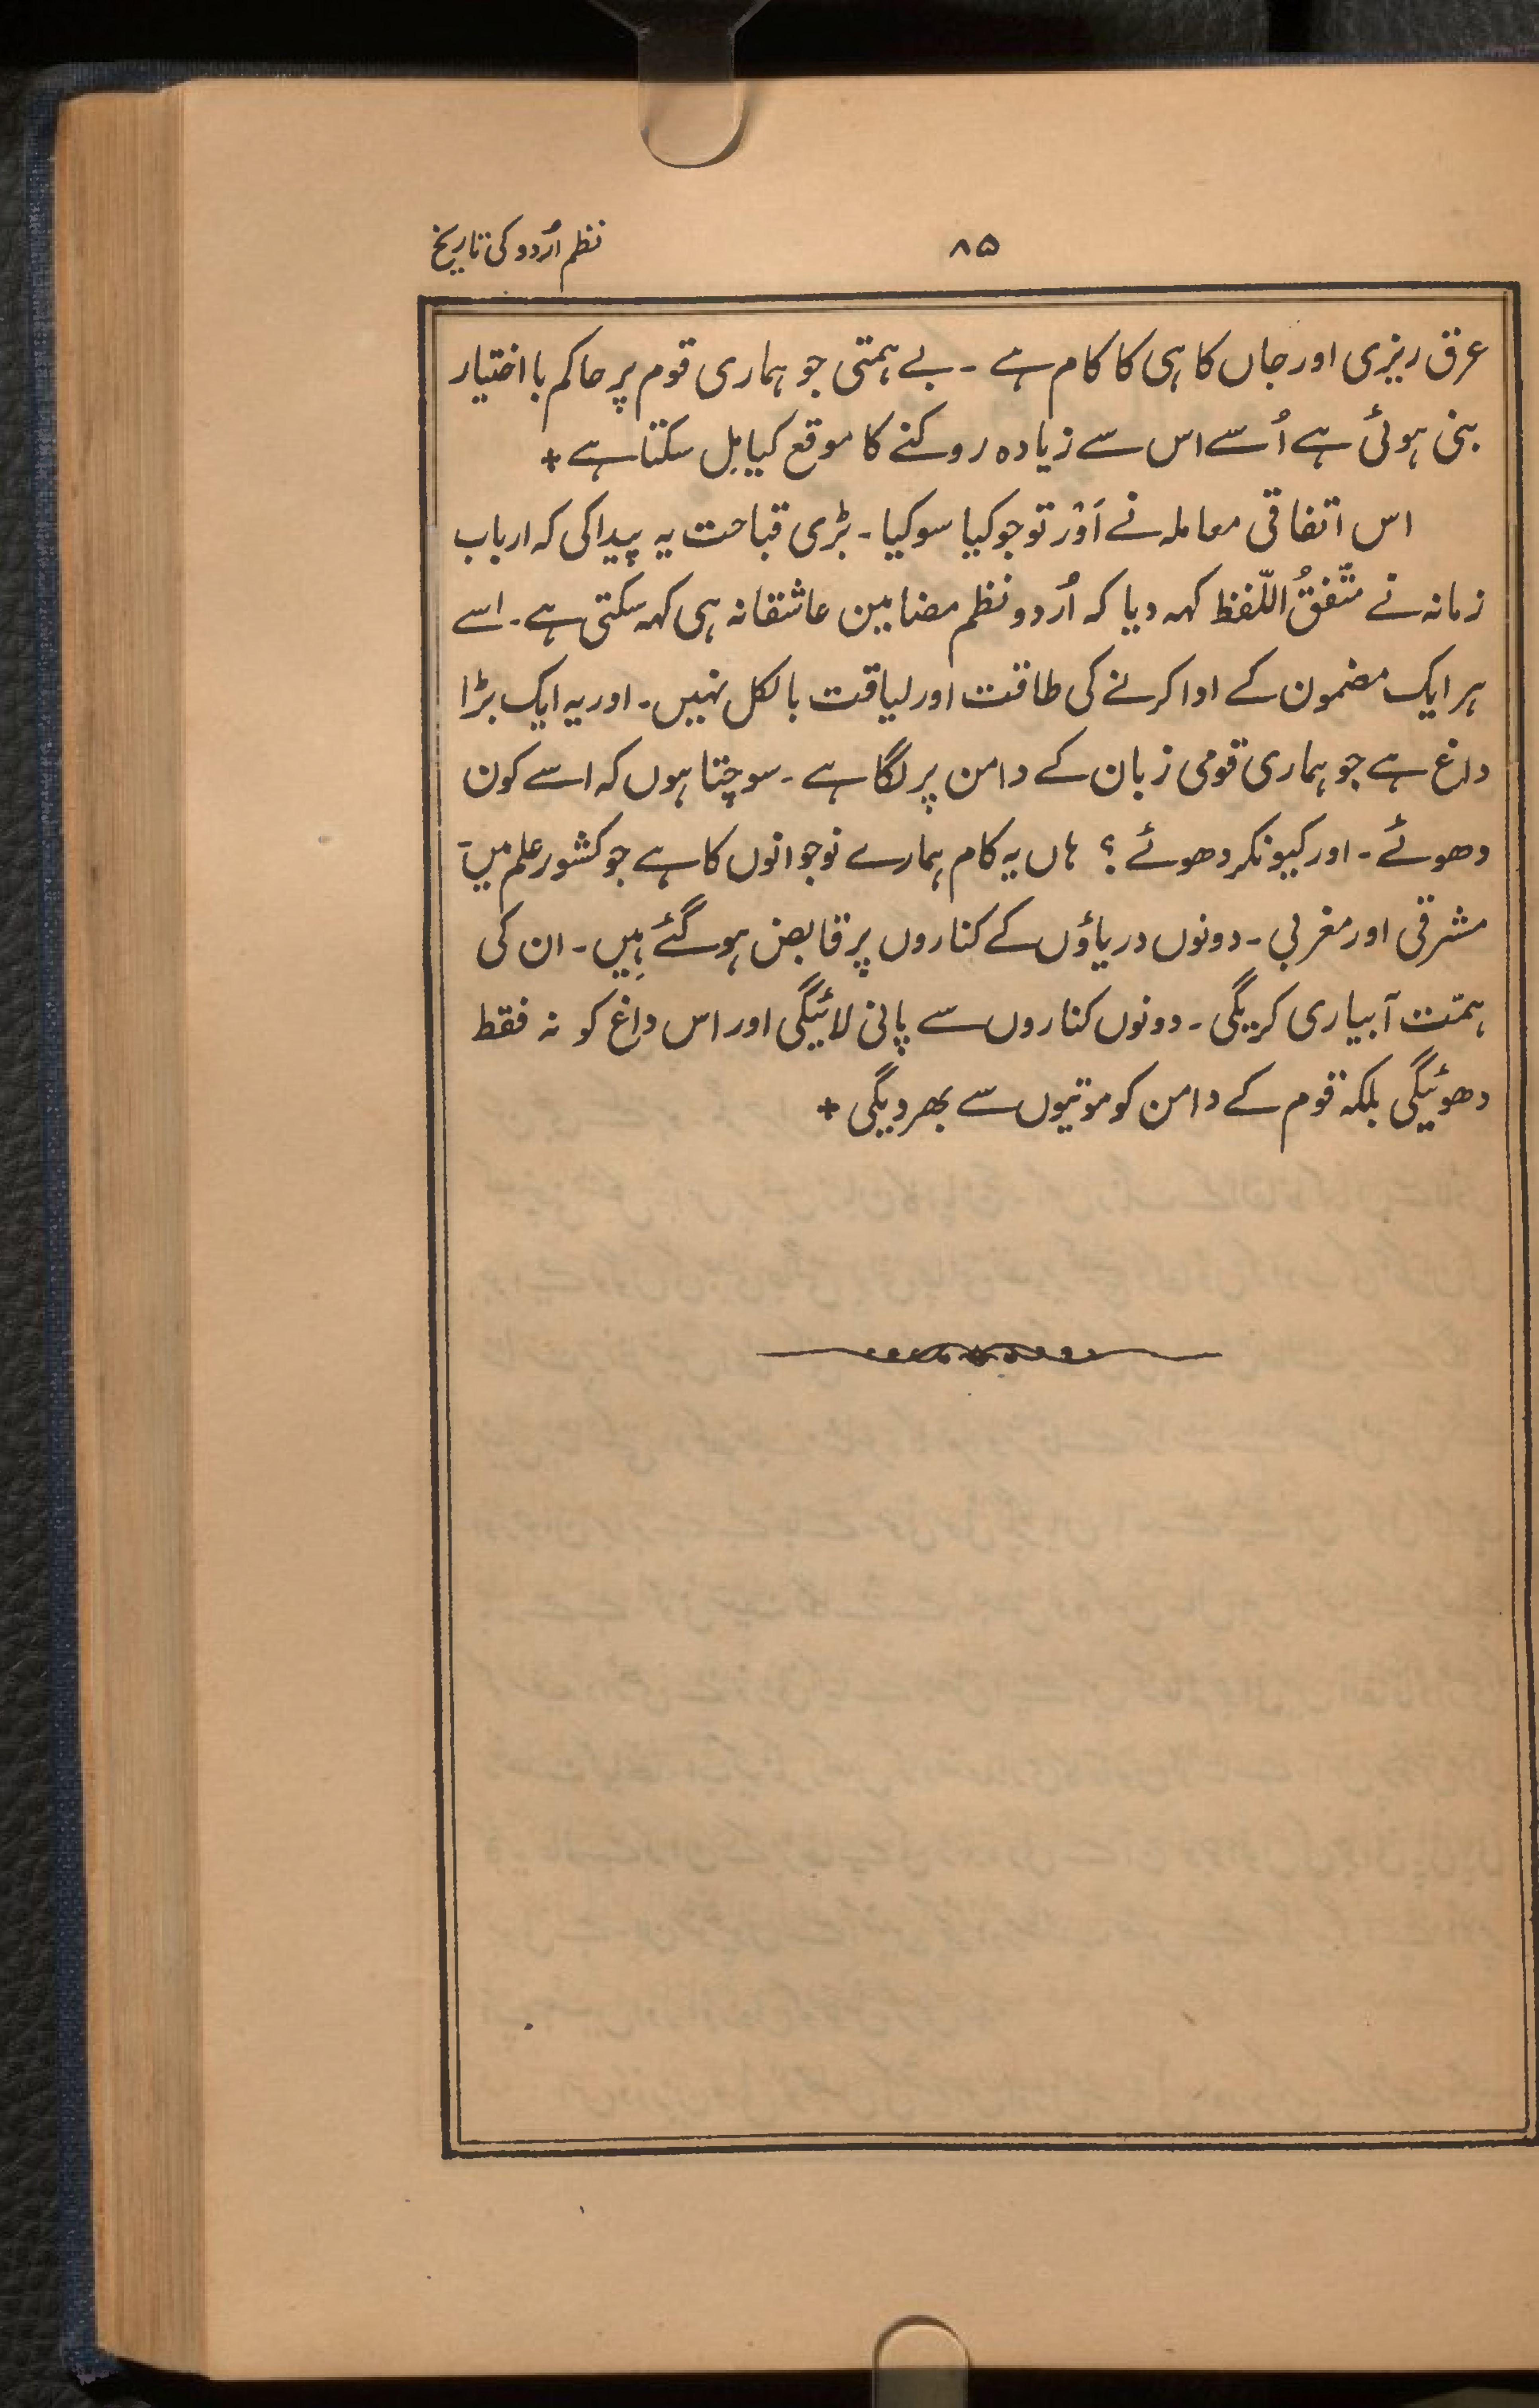 ۸۵
نظم اُردو کی تاریخ
عرق ریزی اور جاں کاہی کا کام ہے ۔ بے ہمتی جو ہماری قوم پر حاکم با اختیار
بنی ہوئی ہے اُسے اس سے زیادہ روکنے کا موقع کیا مِل سکتا ہے +
اس اتفاقی معاملہ نے اَوْر تو جو کیا سو کیا ۔ بڑی قباحت یہ پیدا کی کہ ارباب
زمانہ نے متّفقُ اللّفظ کہہ دیا کہ اُردو نظم مضامین عاشقانہ ہی کہہ سکتی ہے ۔ اسے
ہر ایک مضمون کے ادا کرنے کی طاقت اور لیاقت بالکل نہیں ۔ اور یہ ایک بڑا
داغ ہے جو ہماری قومی زبان کے دامن پر لگا ہے ۔ سوچتا ہوں کہ اسے کون
دھوئے ۔ اور کیونکر دھوئے ؟ ہاں یہ کام ہمارے نوجوانوں کا ہے جو کشور علم میں
مشرقی اور مغربی ۔ دونوں دریاؤں کے کناروں پر قابض ہو گئے ہیں ۔ ان کی
ہمّت آبیاری کریگی ۔ دونوں کناروں سے پانی لائیگی اور اس داغ کو نہ فقط
دھوئیگی بلکہ قوم کے دامن کو موتیوں سے بھر دیگی +